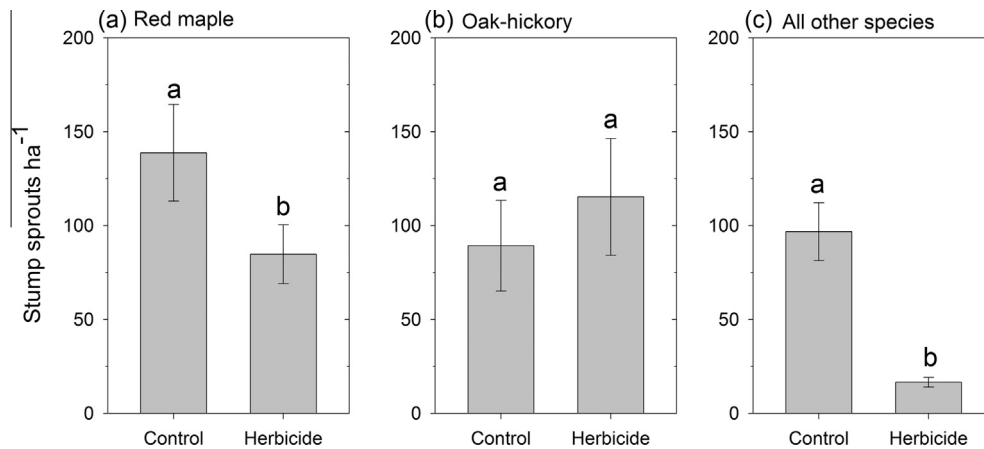 (a) Red maple
(b) Oak-hickory
(c) All other species
Stump sprouts ha⁻¹
200
150
100
50
0
a
b
Control
Herbicide
200
150
100
50
0
a
a
Control
Herbicide
200
150
100
50
0
a
b
Control
Herbicide